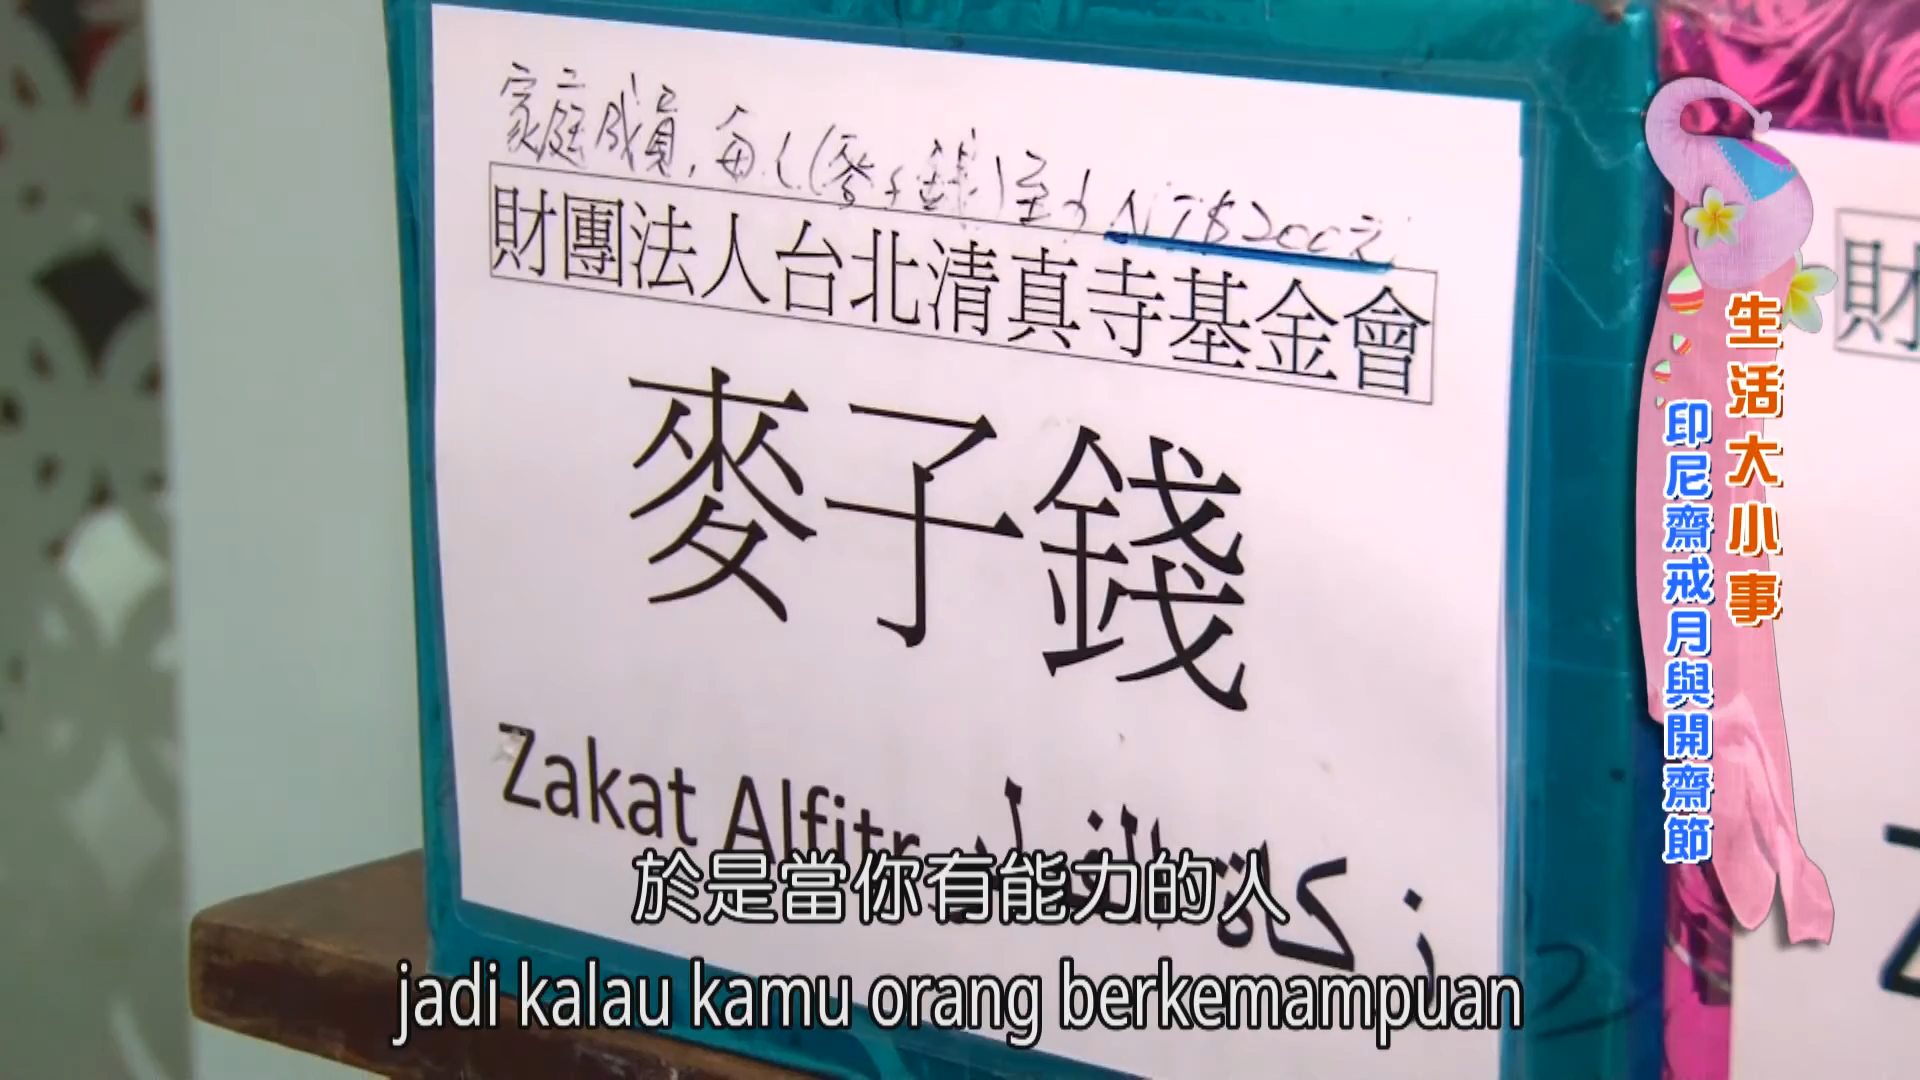 家庭成員，每人(麥子錢)至少NT$200元
財團法人台北清真寺基金會
麥子錢
Zakat Alfitr زكاة الفطر
於是當你有能力的人
jadi kalau kamu orang berkemampuan
生活大小事
印尼齋戒月與開齋節
財